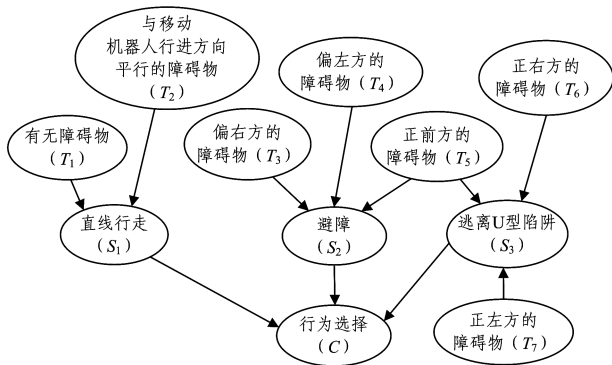 与移动
机器人行进方向
平行的障碍物
(T₂)
偏左方的
障碍物(T₄)
正右方的
障碍物(T₆)
有无障碍物
(T₁)
偏右方的
障碍物(T₃)
正前方的
障碍物(T₅)
直线行走
(S₁)
避障
(S₂)
逃离U型陷阱
(S₃)
行为选择
(C)
正左方的
障碍物(T₇)